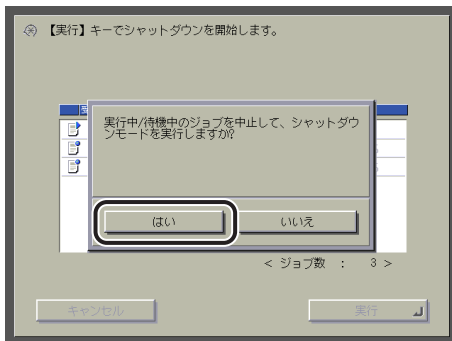 【実行】キーでシャットダウンを開始します。
実行中/待機中のジョブを中止して、シャットダウ
ンモードを実行しますか?
はい
いいえ
< ジョブ数 : 3 >
キャンセル
実行